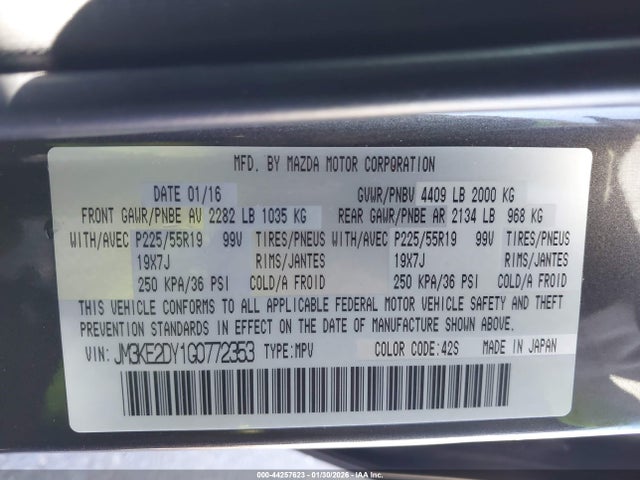 MFD. BY MAZDA MOTOR CORPORATION
DATE 01/16 GVWR/PNBV 4409 LB 2000 KG
FRONT GAWR/PNBE AV 2282 LB 1035 KG REAR GAWR/PNBE AR 2134 LB 968 KG
WITH/AVEC P225/55R19 99V TIRES/PNEUS WITH/AVEC P225/55R19 99V TIRES/PNEUS
19X7J RIMS/JANTES 19X7J RIMS/JANTES
250 KPA/36 PSI COLD/A FROID 250 KPA/36 PSI COLD/A FROID
THIS VEHICLE CONFORMS TO ALL APPLICABLE FEDERAL MOTOR VEHICLE SAFETY AND THEFT
PREVENTION STANDARDS IN EFFECT ON THE DATE OF MANUFACTURE SHOWN ABOVE.
VIN: JM3KE2DY1G0772353 TYPE:MPV COLOR CODE:42S MADE IN JAPAN
000-44257623 - 01/30/2026 - IAA Inc.